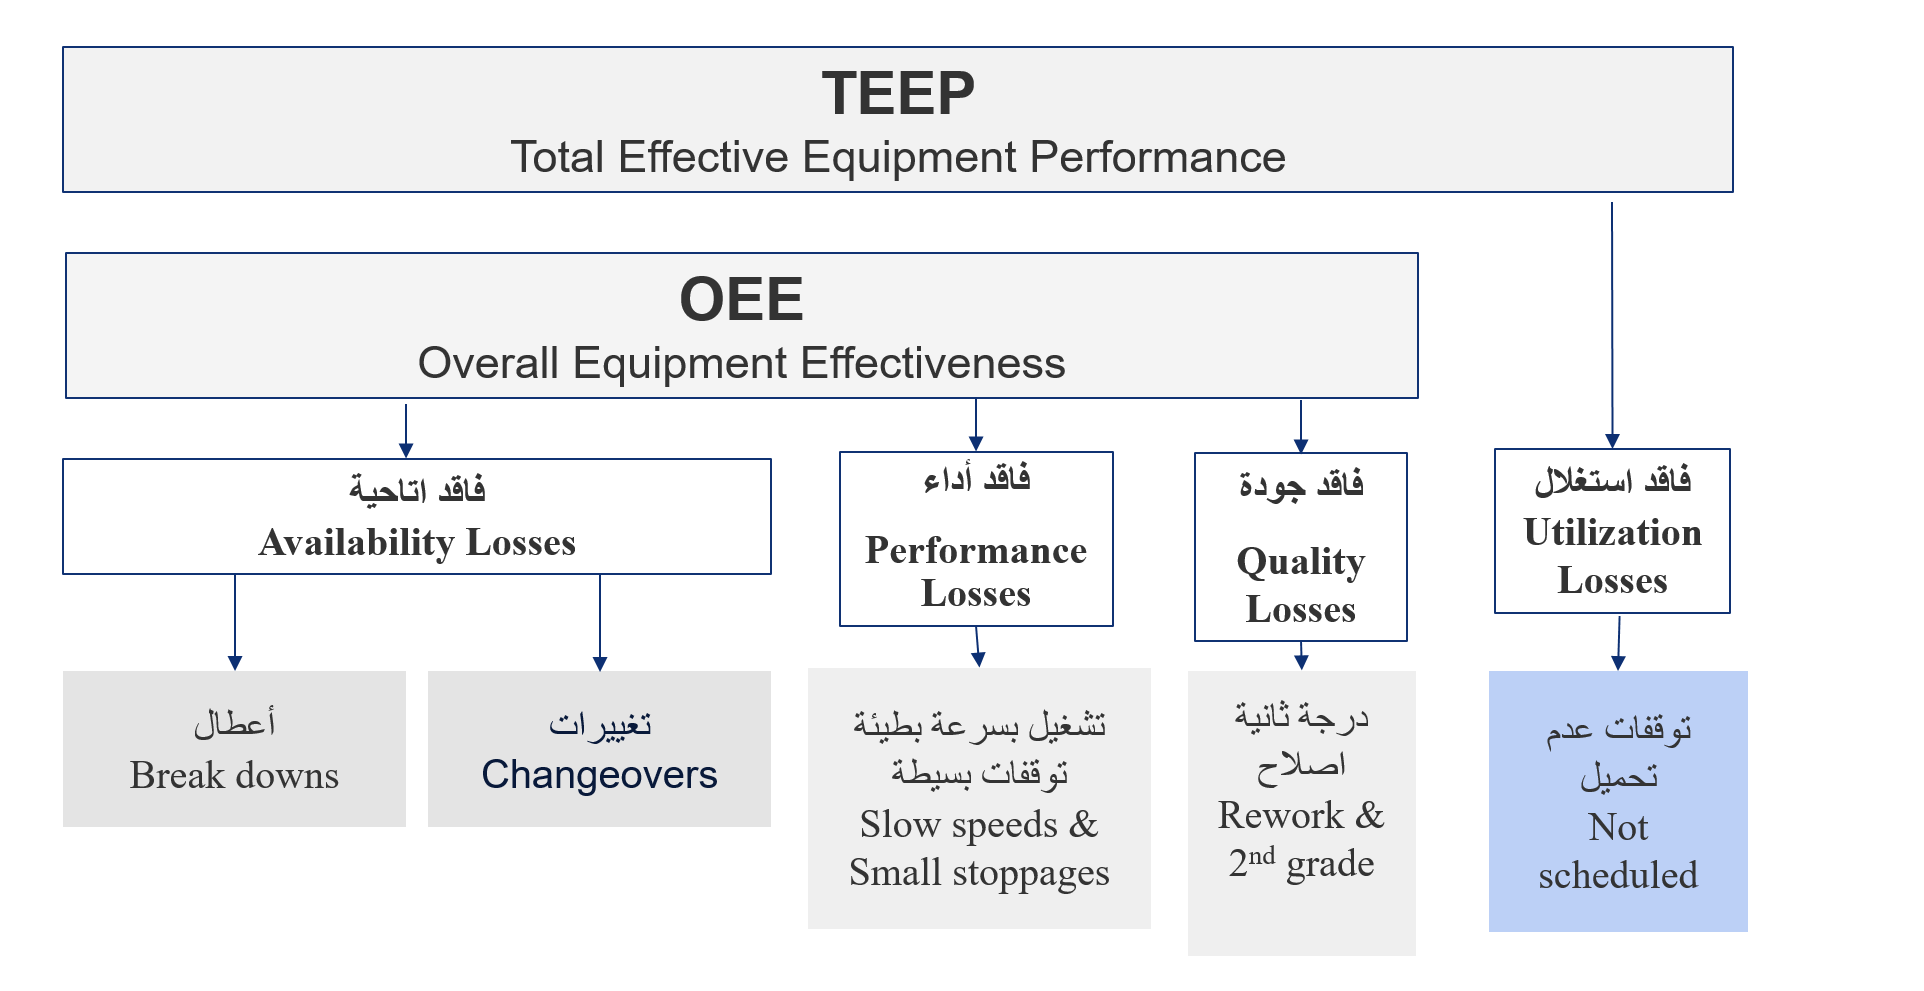 TEEP
Total Effective Equipment Performance
OEE
Overall Equipment Effectiveness
فاقد اتاحية
Availability Losses
فاقد أداء
Performance
Losses
فاقد جودة
Quality
Losses
فاقد استغلال
Utilization
Losses
أعطال
Break downs
تغييرات
Changeovers
تشغيل بسرعة بطيئة
توقفات بسيطة
Slow speeds &
Small stoppages
درجة ثانية
اصلاح
Rework &
2nd grade
توقفات عدم
تحميل
Not
scheduled